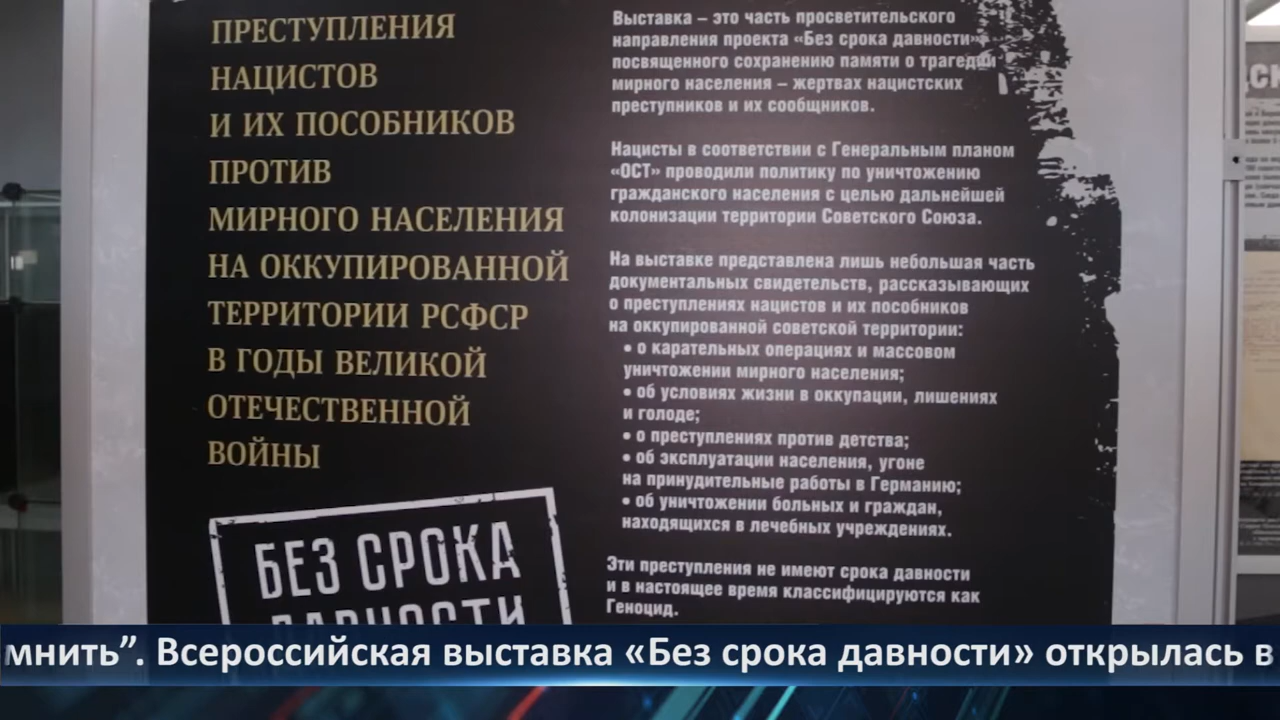 ПРЕСТУПЛЕНИЯ
НАЦИСТОВ
И ИХ ПОСОБНИКОВ
ПРОТИВ
МИРНОГО НАСЕЛЕНИЯ
НА ОККУПИРОВАННОЙ
ТЕРРИТОРИИ РСФСР
В ГОДЫ ВЕЛИКОЙ
ОТЕЧЕСТВЕННОЙ
ВОЙНЫ
БЕЗ СРОКА
ДАВНОСТИ
Выставка – это часть просветительского
направления проекта «Без срока давности»,
посвященного сохранению памяти о трагедии
мирного населения – жертвах нацистских
преступников и их сообщников.
Нацисты в соответствии с Генеральным планом
«ОСТ» проводили политику по уничтожению
гражданского населения с целью дальнейшей
колонизации территории Советского Союза.
На выставке представлена лишь небольшая часть
документальных свидетельств, рассказывающих
о преступлениях нацистов и их пособников
на оккупированной советской территории:
• о карательных операциях и массовом
уничтожении мирного населения;
• об условиях жизни в оккупации, лишениях
и голоде;
• о преступлениях против детства;
• об эксплуатации населения, угоне
на принудительные работы в Германию;
• об уничтожении больных и граждан,
находящихся в лечебных учреждениях.
Эти преступления не имеют срока давности
и в настоящее время классифицируются как
Геноцид.
мнить”. Всероссийская выставка «Без срока давности» открылась в